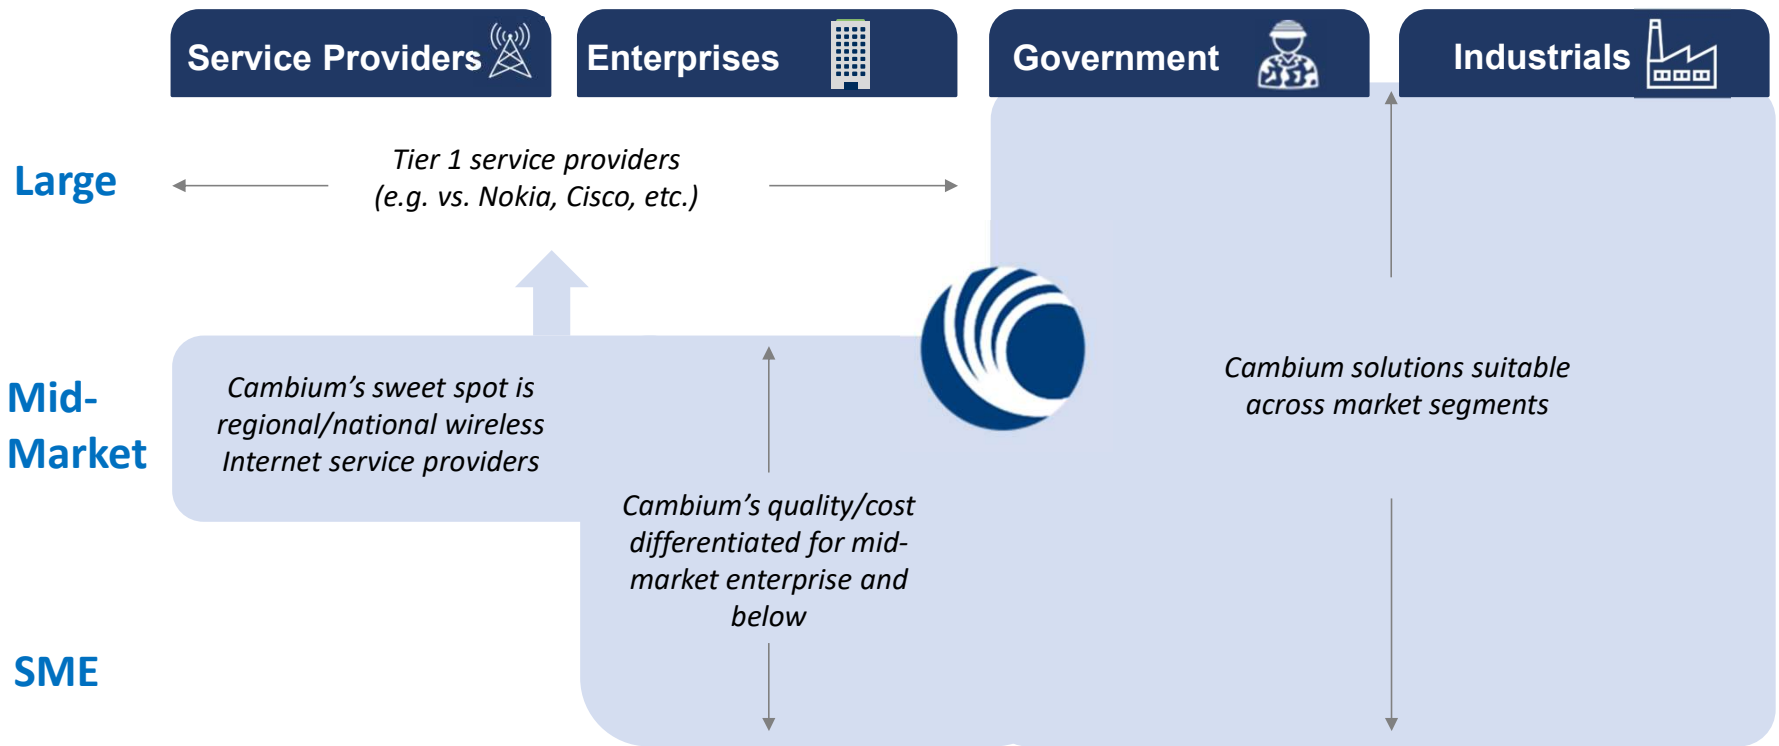 Service Providers
Enterprises
Government
Industrials
Large
Tier 1 service providers
(e.g. vs. Nokia, Cisco, etc.)
Mid-
Market
Cambium’s sweet spot is
regional/national wireless
Internet service providers
Cambium solutions suitable
across market segments
Cambium’s quality/cost
differentiated for mid-
market enterprise and
below
SME